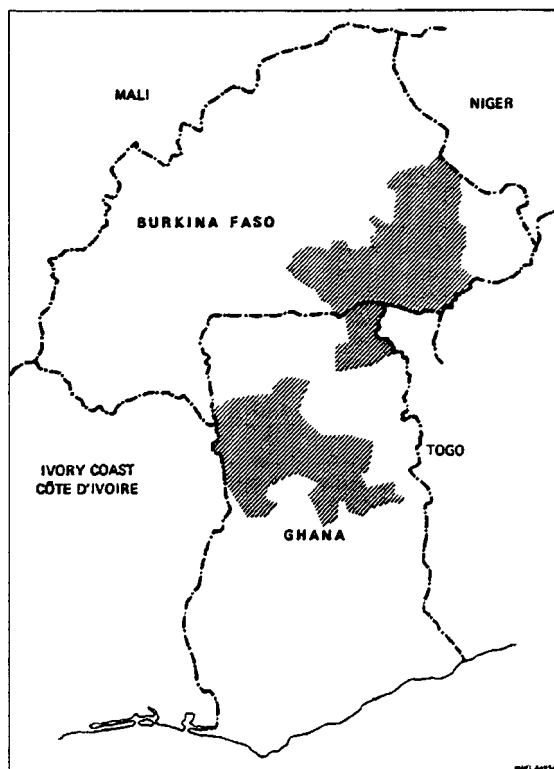 MALI
NIGER
BURKINA FASO
IVORY COAST
CÔTE D'IVOIRE
TOGO
GHANA